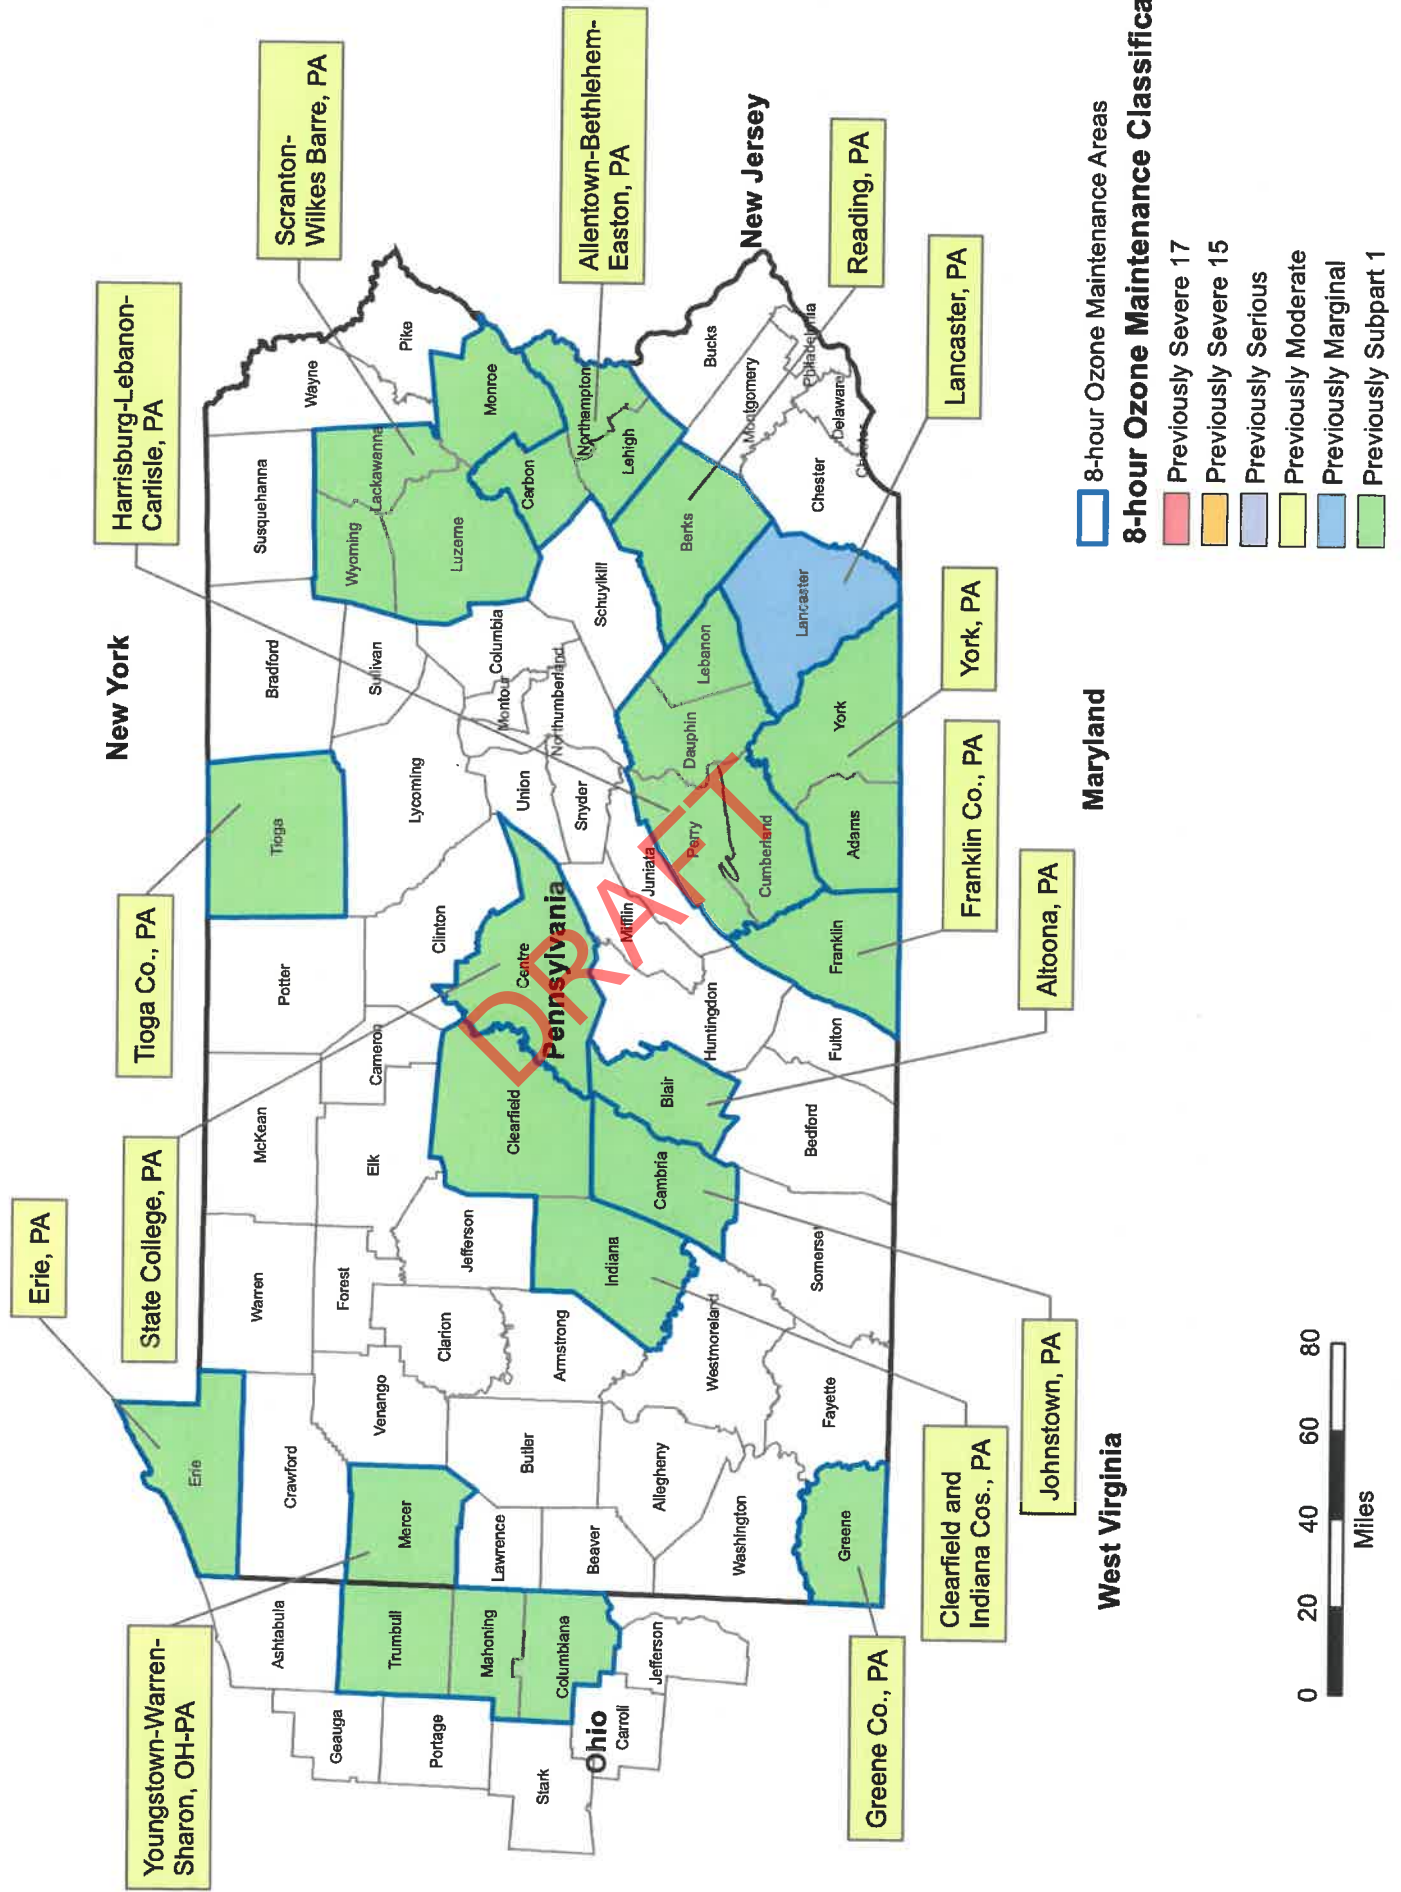 New York
New Jersey
Maryland
West Virginia
Ohio
Pennsylvania
DRAFT
Erie, PA
State College, PA
Tioga Co., PA
Harrisburg-Lebanon-
Carlisle, PA
Scranton-
Wilkes Barre, PA
Allentown-Bethlehem-
Easton, PA
Reading, PA
Lancaster, PA
York, PA
Franklin Co., PA
Altoona, PA
Johnstown, PA
Clearfield and
Indiana Cos., PA
Greene Co., PA
Youngstown-Warren-
Sharon, OH-PA
Erie
Crawford
Warren
McKean
Potter
Tioga
Bradford
Susquehanna
Wayne
Pike
Wyoming
Lackawanna
Luzerne
Monroe
Sullivan
Lycoming
Clinton
Cameron
Elk
Forest
Venango
Mercer
Clarion
Jefferson
Clearfield
Centre
Union
Montour
Columbia
Northumberland
Snyder
Carbon
Northampton
Lehigh
Schuylkill
Berks
Bucks
Montgomery
Philadelphia
Delaware
Chester
Chester
Lancaster
Lebanon
Dauphin
Perry
Juniata
Mifflin
Cumberland
York
Adams
Franklin
Huntingdon
Fulton
Blair
Bedford
Cambria
Somerset
Indiana
Armstrong
Westmoreland
Fayette
Butler
Lawrence
Beaver
Allegheny
Washington
Greene
Ashtabula
Trumbull
Mahoning
Columbiana
Jefferson
Geauga
Portage
Stark
Carroll
8-hour Ozone Maintenance Areas
8-hour Ozone Maintenance Classifica
Previously Severe 17
Previously Severe 15
Previously Serious
Previously Moderate
Previously Marginal
Previously Subpart 1
0 20 40 60 80
Miles